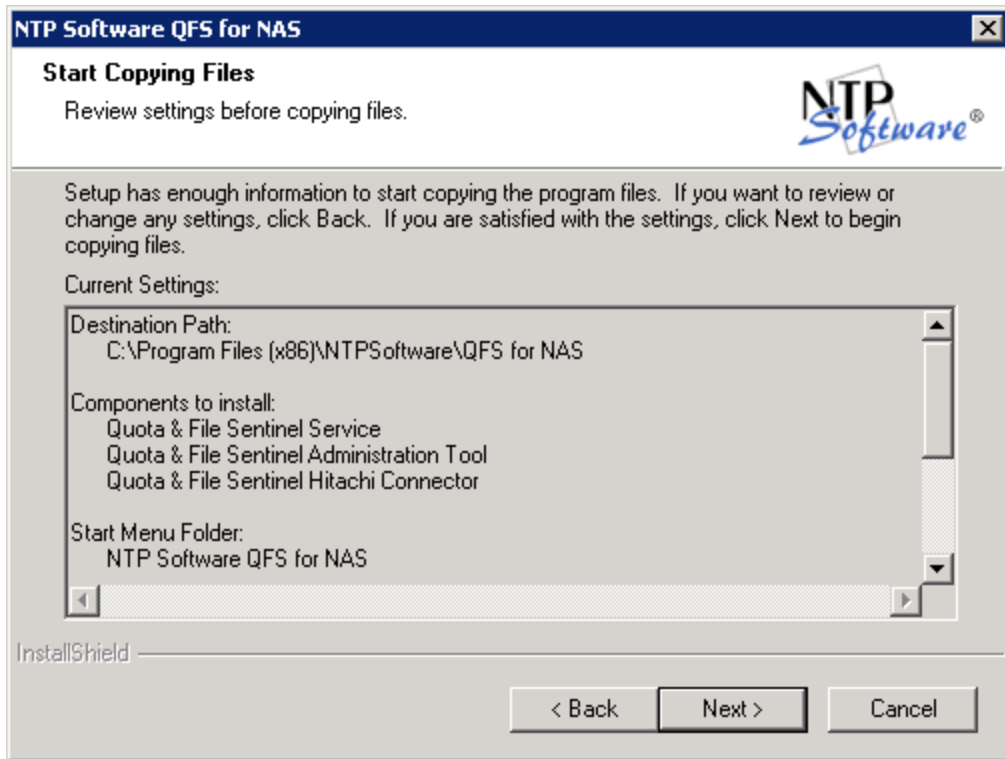 NTP Software QFS for NAS
Start Copying Files
Review settings before copying files.
NTP
Software®
Setup has enough information to start copying the program files. If you want to review or
change any settings, click Back. If you are satisfied with the settings, click Next to begin
copying files.
Current Settings:
Destination Path:
C:\Program Files (x86)\NTPSoftware\QFS for NAS
Components to install:
Quota & File Sentinel Service
Quota & File Sentinel Administration Tool
Quota & File Sentinel Hitachi Connector
Start Menu Folder:
NTP Software QFS for NAS
InstallShield
< Back Next > Cancel